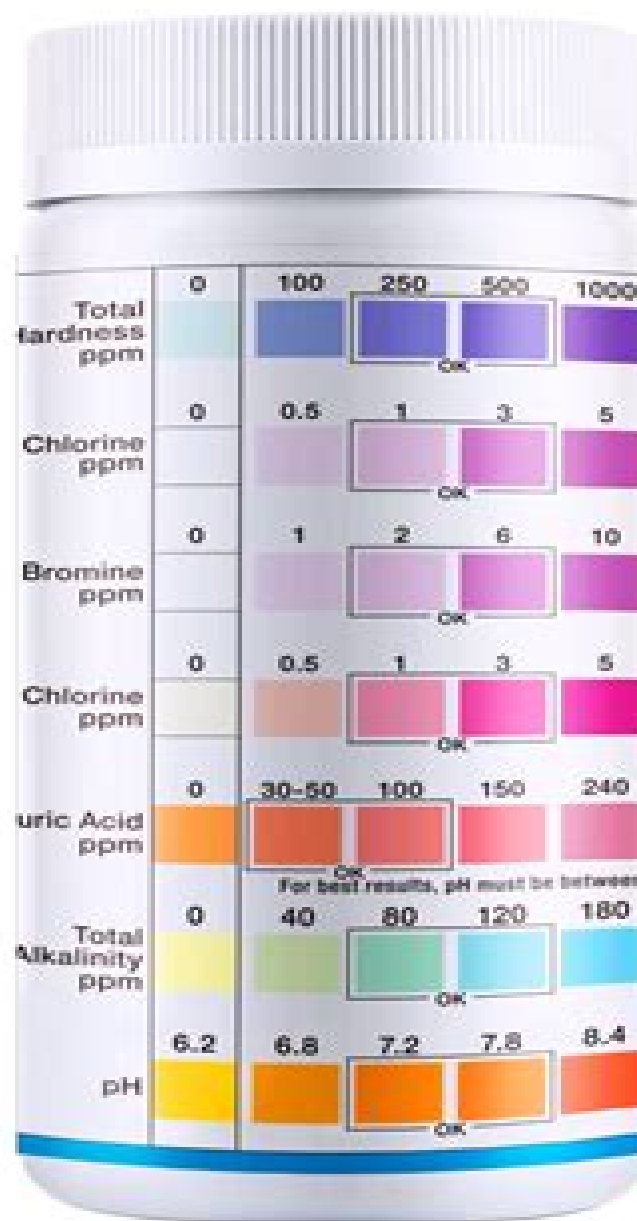 0 100 250 500 1000
Total
Hardness
ppm
OK
0 0.5 1 3 5
Chlorine
ppm
OK
0 1 2 6 10
Bromine
ppm
OK
0 0.5 1 3 5
Chlorine
ppm
OK
0 30-50 100 150 240
uric Acid
ppm
OK
For best results, pH must be between
0 40 80 120 180
Total
Alkalinity
ppm
OK
6.2 6.8 7.2 7.8 8.4
pH
OK